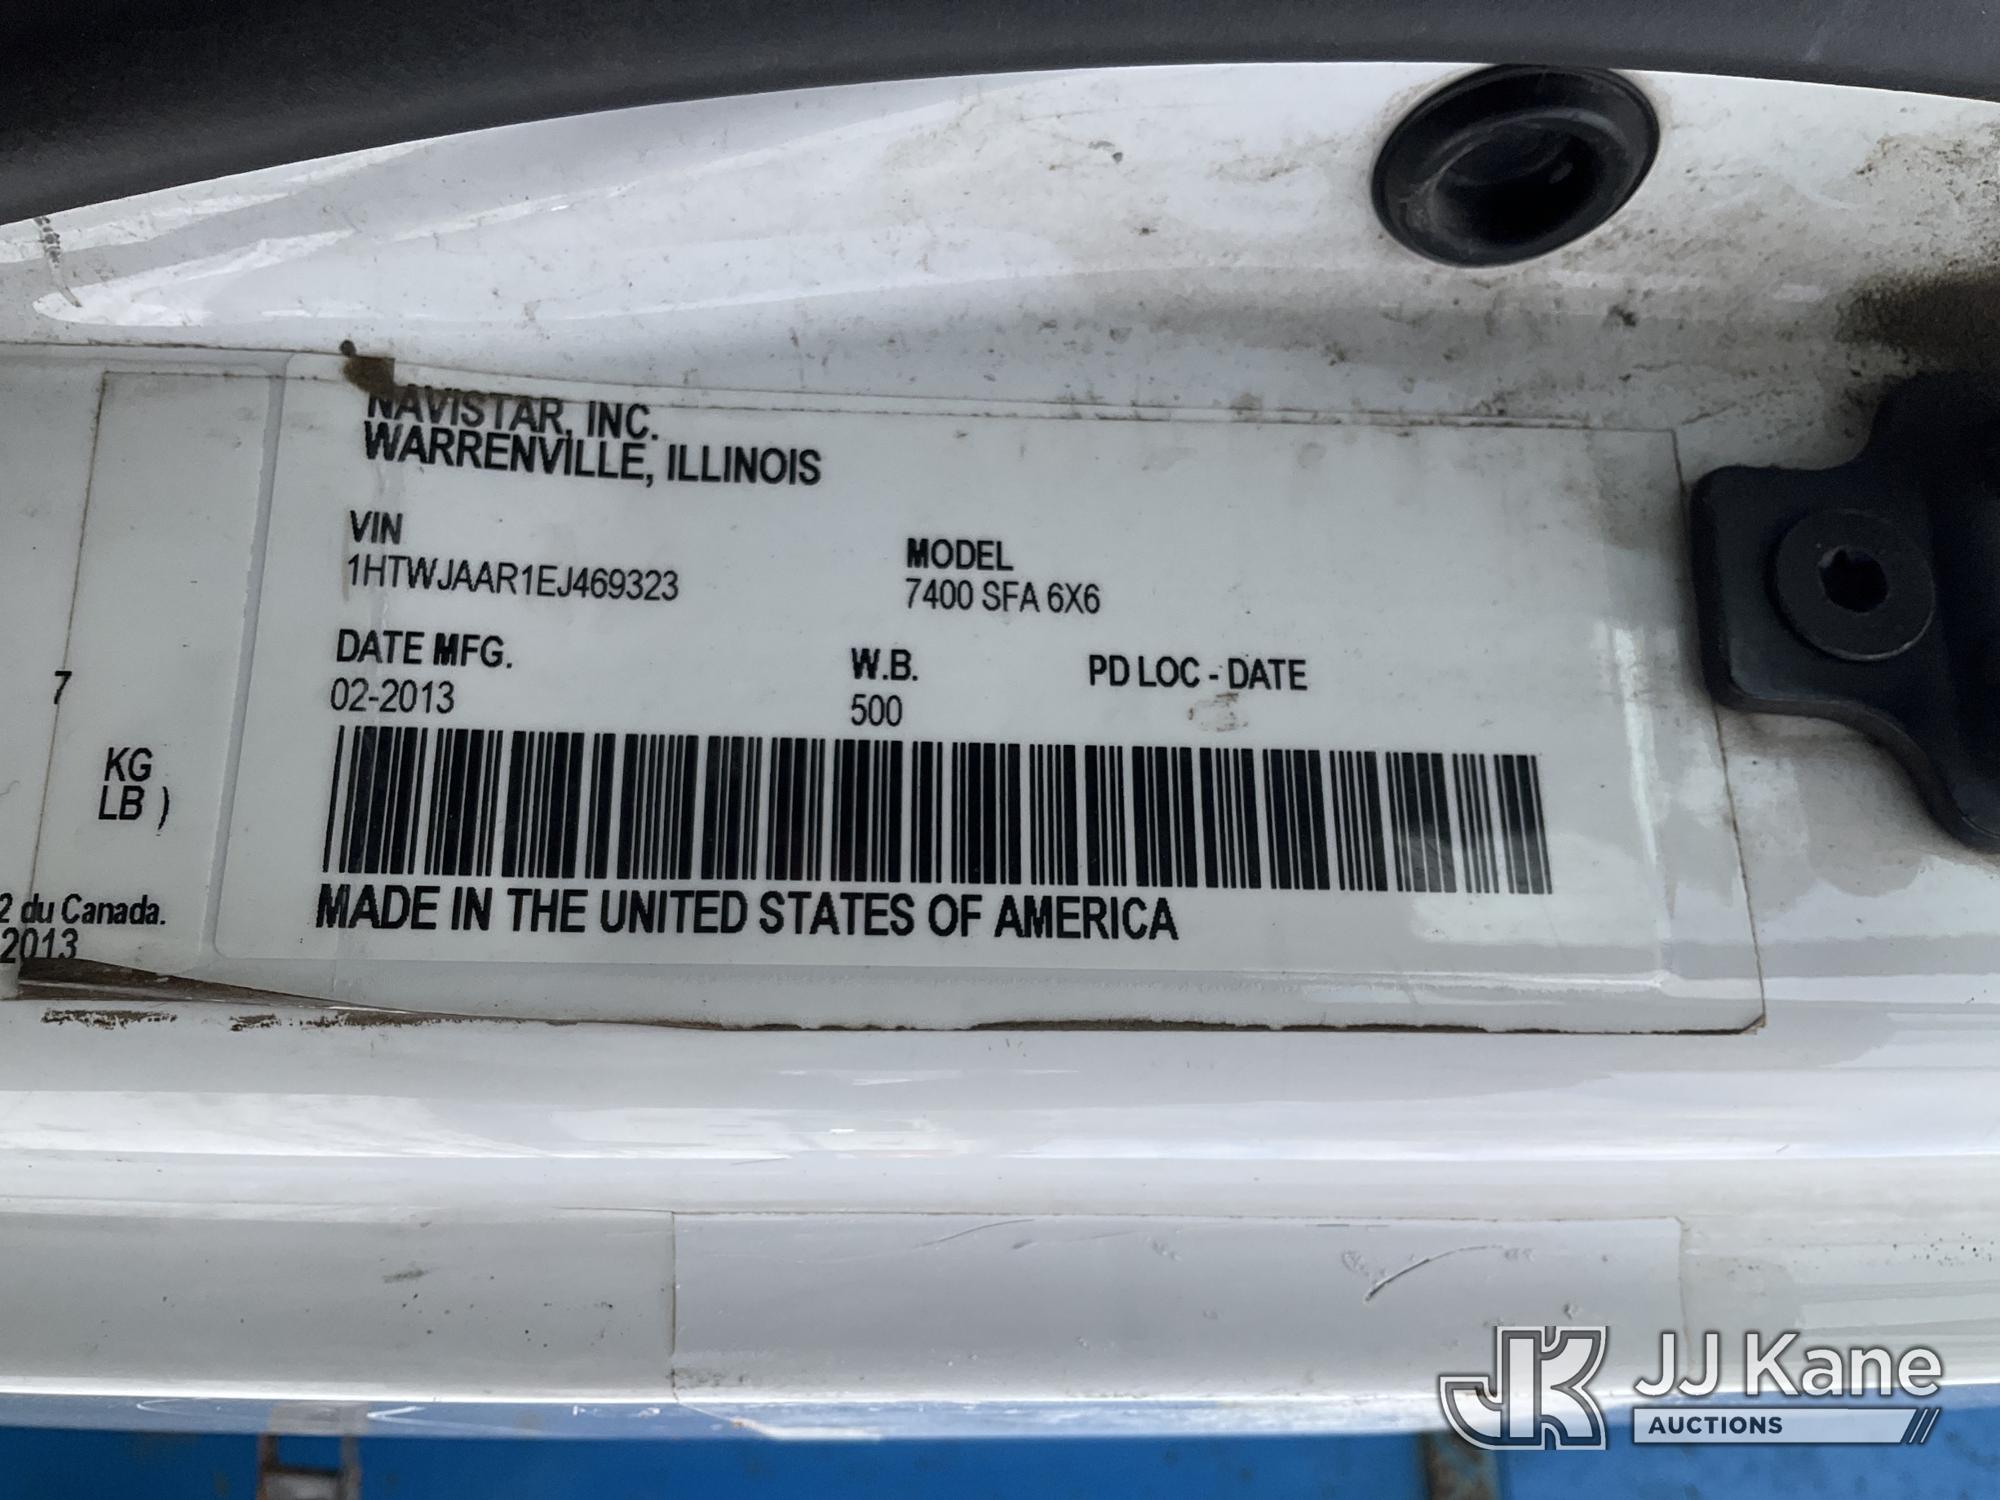 NAVISTAR, INC.
WARRENVILLE, ILLINOIS
VIN
1HTWJAAR1EJ469323
MODEL
7400 SFA 6X6
DATE MFG.
02-2013
W.B.
500
PD LOC - DATE
MADE IN THE UNITED STATES OF AMERICA
7
KG
LB )
2 du Canada.
2013
JK
JJ Kane
AUCTIONS